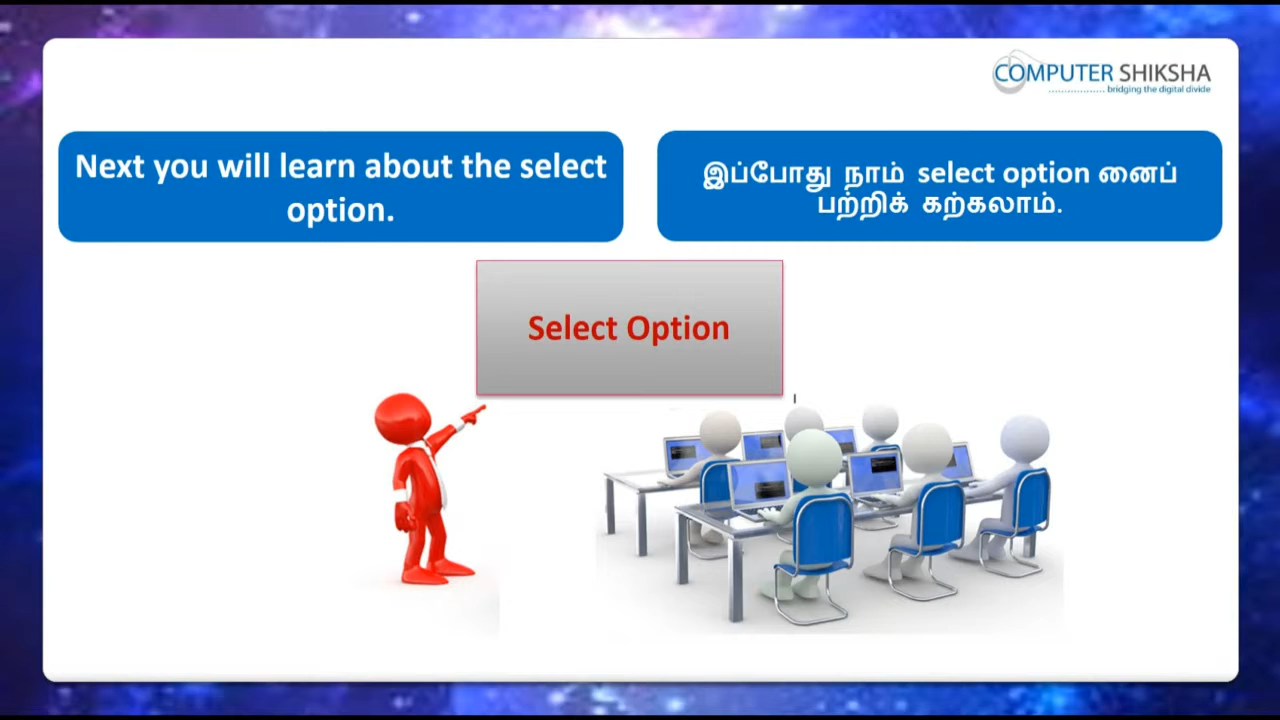 COMPUTER SHIKSHA
bridging the digital divide
Next you will learn about the select
option.
இப்போது நாம் select option னைப்
பற்றிக் கற்கலாம்.
Select Option